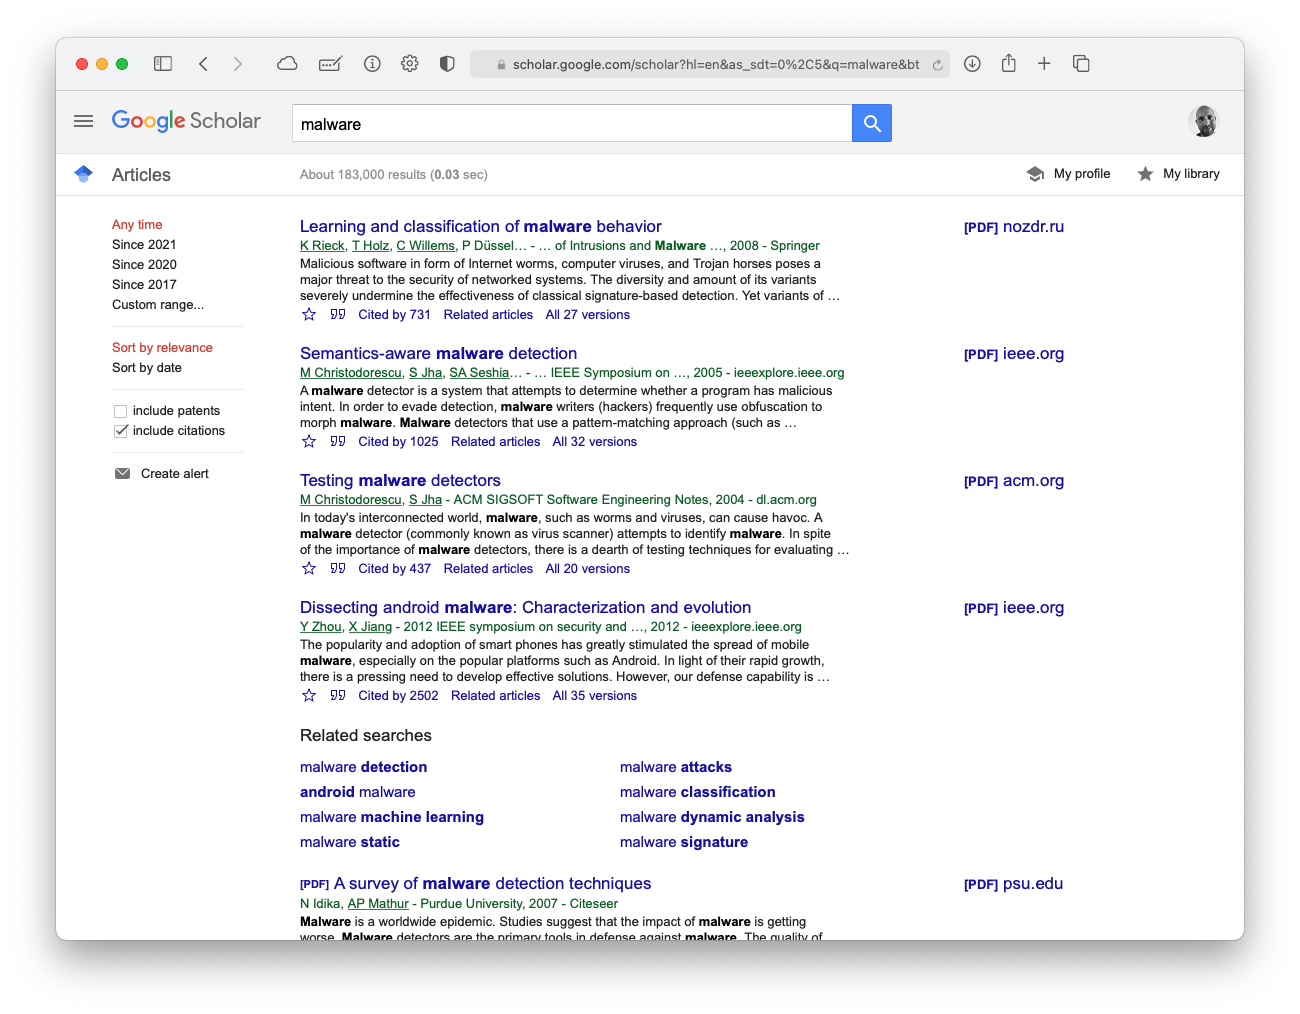 scholar.google.com/scholar?hl=en&as_sdt=0%2C5&q=malware&bt
Google Scholar
malware
Articles
About 183,000 results (0.03 sec)
My profile
My library
Any time
Since 2021
Since 2020
Since 2017
Custom range...
Sort by relevance
Sort by date
include patents
include citations
Create alert
Learning and classification of malware behavior
[PDF] nozdr.ru
K Rieck, T Holz, C Willems, P Düssel… - … of Intrusions and Malware …, 2008 - Springer
Malicious software in form of Internet worms, computer viruses, and Trojan horses poses a
major threat to the security of networked systems. The diversity and amount of its variants
severely undermine the effectiveness of classical signature-based detection. Yet variants of …
Cited by 731 Related articles All 27 versions
Semantics-aware malware detection
[PDF] ieee.org
M Christodorescu, S Jha, SA Seshia… - … IEEE Symposium on …, 2005 - ieeexplore.ieee.org
A malware detector is a system that attempts to determine whether a program has malicious
intent. In order to evade detection, malware writers (hackers) frequently use obfuscation to
morph malware. Malware detectors that use a pattern-matching approach (such as …
Cited by 1025 Related articles All 32 versions
Testing malware detectors
[PDF] acm.org
M Christodorescu, S Jha - ACM SIGSOFT Software Engineering Notes, 2004 - dl.acm.org
In today's interconnected world, malware, such as worms and viruses, can cause havoc. A
malware detector (commonly known as virus scanner) attempts to identify malware. In spite
of the importance of malware detectors, there is a dearth of testing techniques for evaluating …
Cited by 437 Related articles All 20 versions
Dissecting android malware: Characterization and evolution
[PDF] ieee.org
Y Zhou, X Jiang - 2012 IEEE symposium on security and …, 2012 - ieeexplore.ieee.org
The popularity and adoption of smart phones has greatly stimulated the spread of mobile
malware, especially on the popular platforms such as Android. In light of their rapid growth,
there is a pressing need to develop effective solutions. However, our defense capability is …
Cited by 2502 Related articles All 35 versions
Related searches
malware detection
malware attacks
android malware
malware classification
malware machine learning
malware dynamic analysis
malware static
malware signature
[PDF] A survey of malware detection techniques
[PDF] psu.edu
N Idika, AP Mathur - Purdue University, 2007 - Citeseer
Malware is a worldwide epidemic. Studies suggest that the impact of malware is getting
worse. Malware detectors are the primary tools in defense against malware. The quality of